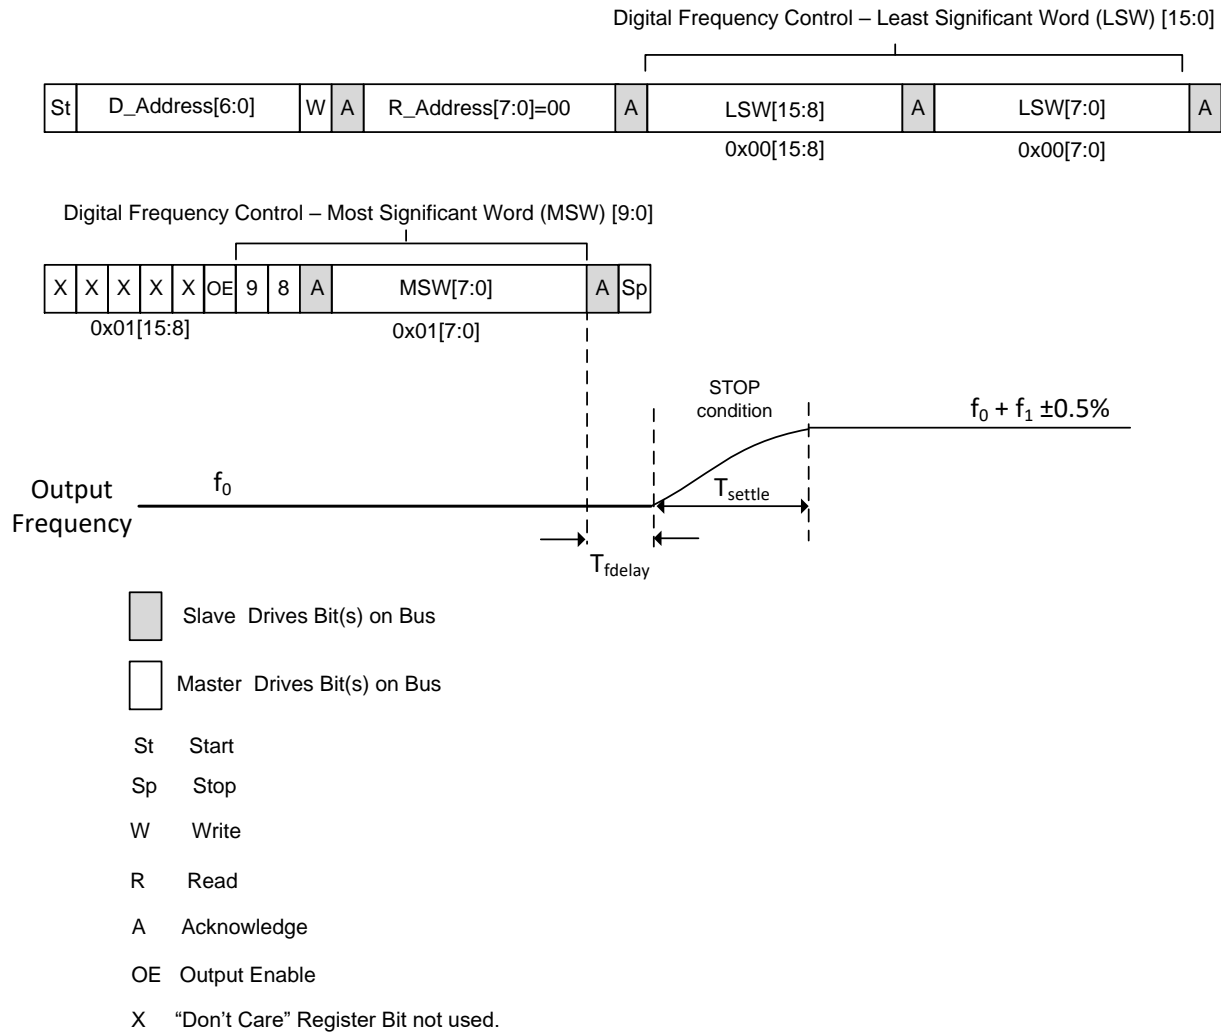 Digital Frequency Control – Least Significant Word (LSW) [15:0]
St D_Address[6:0] W A R_Address[7:0]=00 A LSW[15:8] A LSW[7:0] A
0x00[15:8] 0x00[7:0]
Digital Frequency Control – Most Significant Word (MSW) [9:0]
X X X X X OE 9 8 A MSW[7:0] A Sp
0x01[15:8] 0x01[7:0]
STOP
condition
f0 + f1 ±0.5%
f0
Output
Frequency
Tsettle
Tfdelay
Slave Drives Bit(s) on Bus
Master Drives Bit(s) on Bus
St Start
Sp Stop
W Write
R Read
A Acknowledge
OE Output Enable
X “Don’t Care” Register Bit not used.